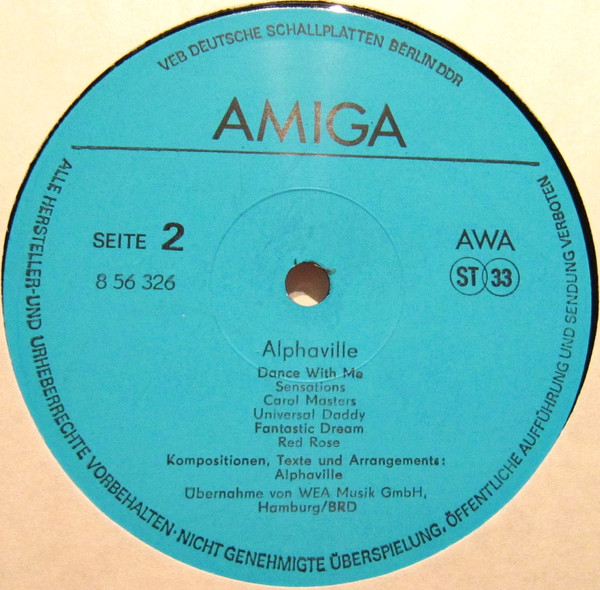 VEB DEUTSCHE SCHALLPLATTEN BERLIN DDR
AMIGA
SEITE 2
8 56 326
AWA
ST 33
Alphaville
Dance With Me
Sensations
Carol Masters
Universal Daddy
Fantastic Dream
Red Rose
Kompositionen, Texte und Arrangements:
Alphaville
Übernahme von WEA Musik GmbH,
Hamburg/BRD
ALLE HERSTELLER-UND URHEBERRECHTE VORBEHALTEN·NICHT GENEHMIGTE ÜBERSPIELUNG, ÖFFENTLICHE AUFFÜHRUNG UND SENDUNG VERBOTEN